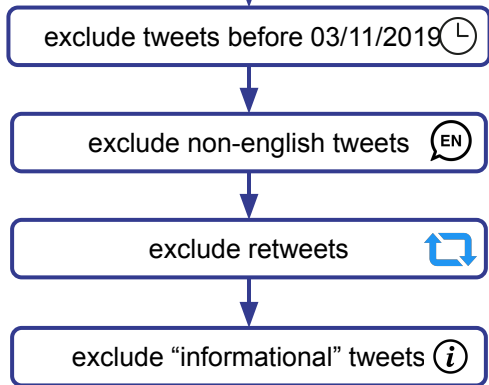 exclude tweets before 03/11/2019
exclude non-english tweets
EN
exclude retweets
exclude “informational” tweets
i